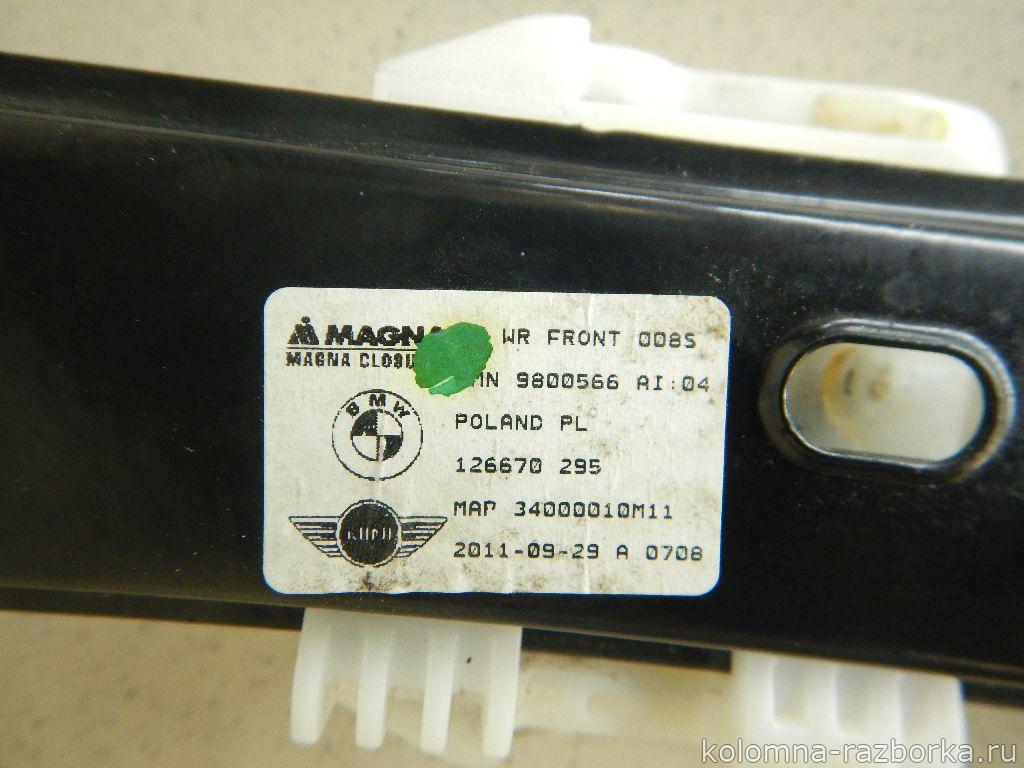 MAGNA
WR FRONT 008S
MAGNA
9800566 AI:04
BMW
POLAND PL
126670 295
MAP 34000010M11
MINI
2011-09-29 A 0708
kolomna-razborka.ru